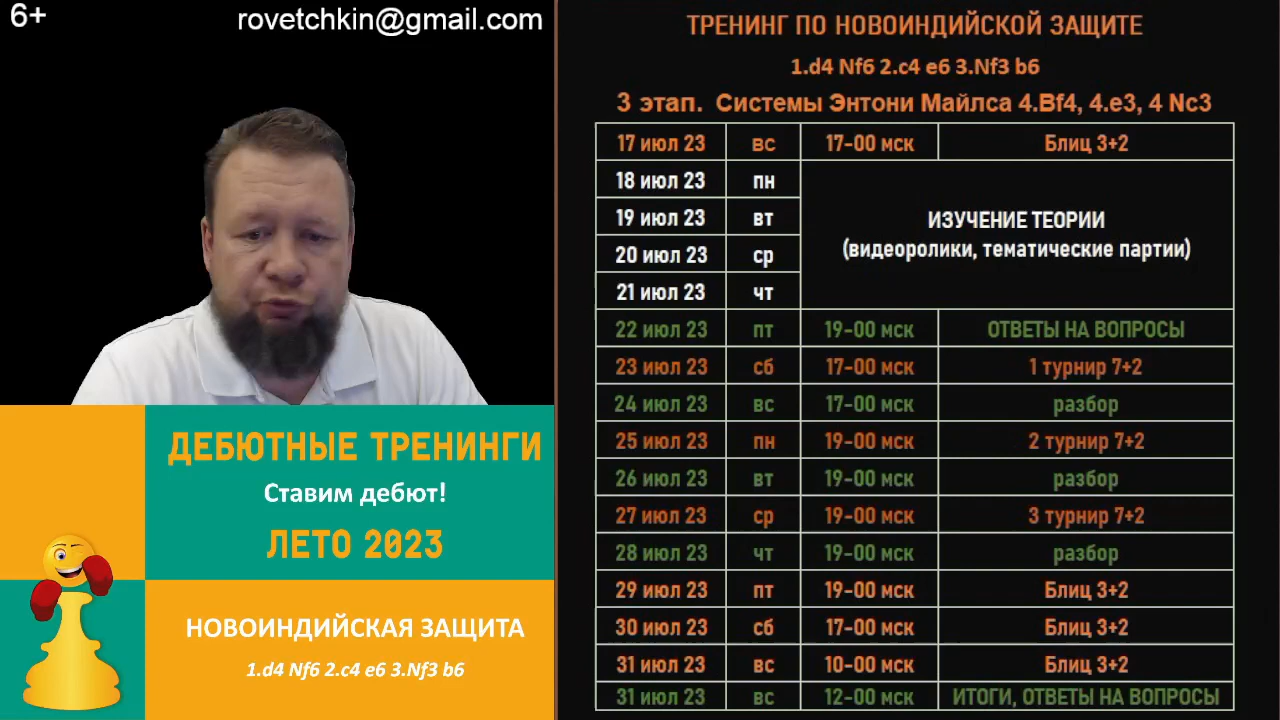 6+
rovetchkin@gmail.com
ДЕБЮТНЫЕ ТРЕНИНГИ
Ставим дебют!
ЛЕТО 2023
НОВОИНДИЙСКАЯ ЗАЩИТА
1.d4 Nf6 2.c4 e6 3.Nf3 b6
ТРЕНИНГ ПО НОВОИНДИЙСКОЙ ЗАЩИТЕ
1.d4 Nf6 2.c4 e6 3.Nf3 b6
3 этап. Системы Энтони Майлса 4.Bf4, 4.e3, 4 Nc3
17 июл 23 вс 17-00 мск Блиц 3+2
18 июл 23 пн
19 июл 23 вт
20 июл 23 ср
21 июл 23 чт
ИЗУЧЕНИЕ ТЕОРИИ
(видеоролики, тематические партии)
22 июл 23 пт 19-00 мск ОТВЕТЫ НА ВОПРОСЫ
23 июл 23 сб 17-00 мск 1 турнир 7+2
24 июл 23 вс 17-00 мск разбор
25 июл 23 пн 19-00 мск 2 турнир 7+2
26 июл 23 вт 19-00 мск разбор
27 июл 23 ср 19-00 мск 3 турнир 7+2
28 июл 23 чт 19-00 мск разбор
29 июл 23 пт 19-00 мск Блиц 3+2
30 июл 23 сб 17-00 мск Блиц 3+2
31 июл 23 вс 10-00 мск Блиц 3+2
31 июл 23 вс 12-00 мск ИТОГИ, ОТВЕТЫ НА ВОПРОСЫ